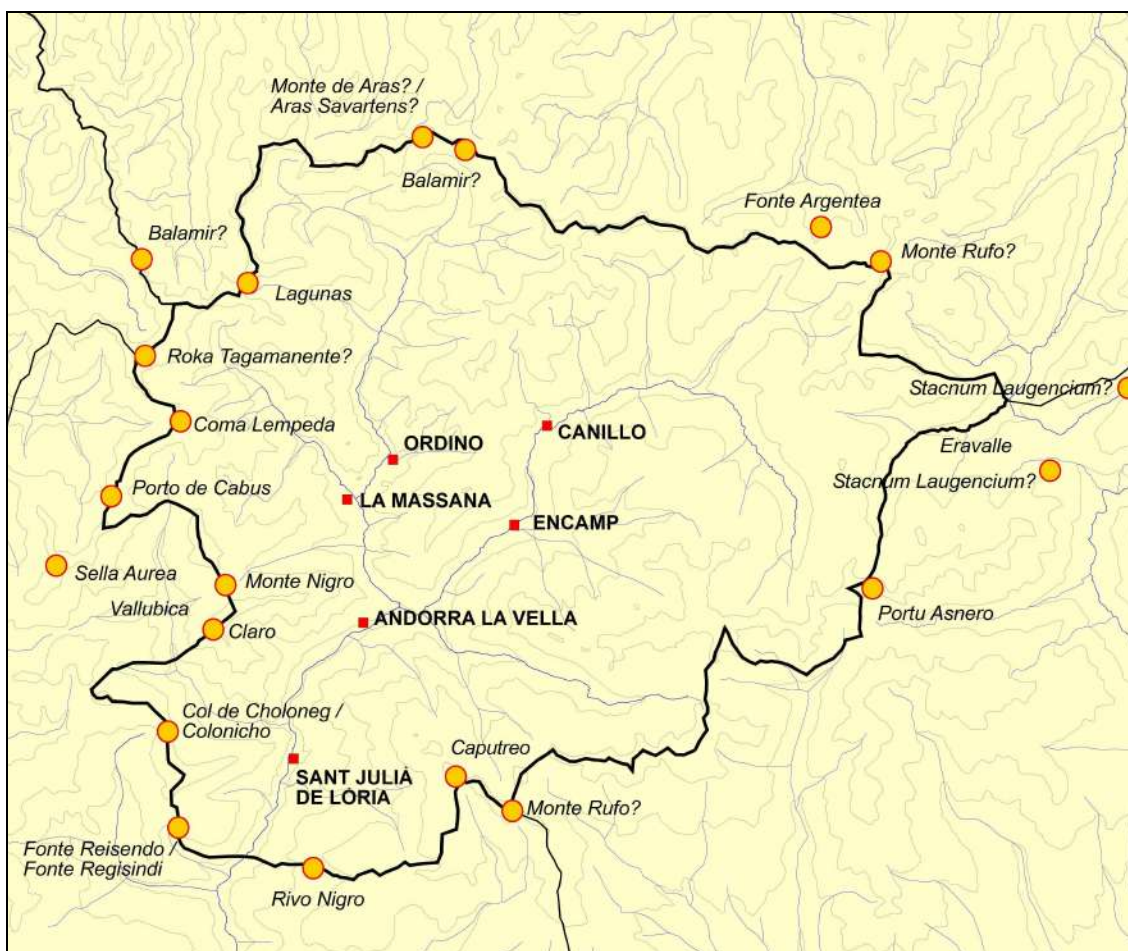 Monte de Aras? /
Aras Savartens?
Balamir?
Fonte Argentea
Balamir?
Monte Rufo?
Lagunas
Roka Tagamanente?
Stacnum Laugencium?
Coma Lempeda
CANILLO
ORDINO
Eravalle
Stacnum Laugencium?
Porto de Cabus
LA MASSANA
ENCAMP
Sella Aurea
Monte Nigro
Vallubica
Portu Asnero
ANDORRA LA VELLA
Claro
Col de Choloneg /
Colonicho
Caputreo
SANT JULIÀ
DE LÒRIA
Monte Rufo?
Fonte Reisendo /
Fonte Regisindi
Rivo Nigro